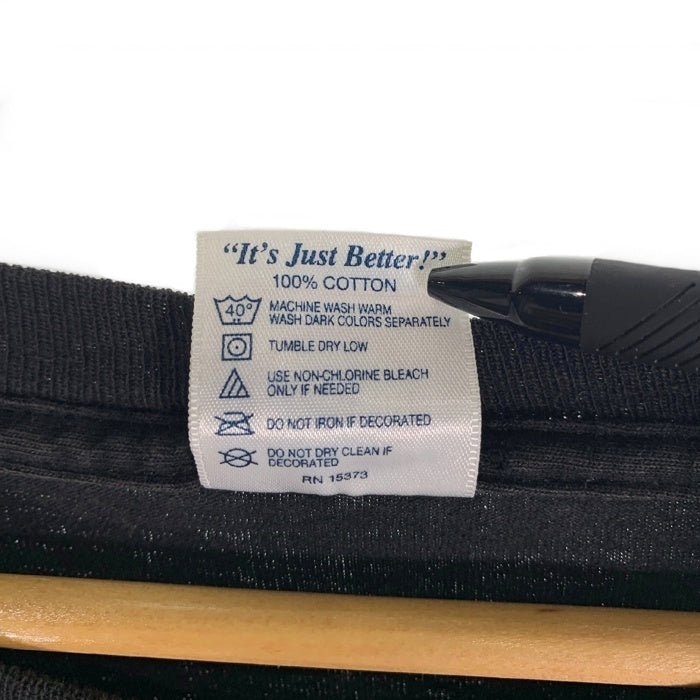 “It’s Just Better!”
100% COTTON
40°
MACHINE WASH WARM
WASH DARK COLORS SEPARATELY
TUMBLE DRY LOW
USE NON-CHLORINE BLEACH
ONLY IF NEEDED
DO NOT IRON IF DECORATED
DO NOT DRY CLEAN IF
DECORATED
RN 15373